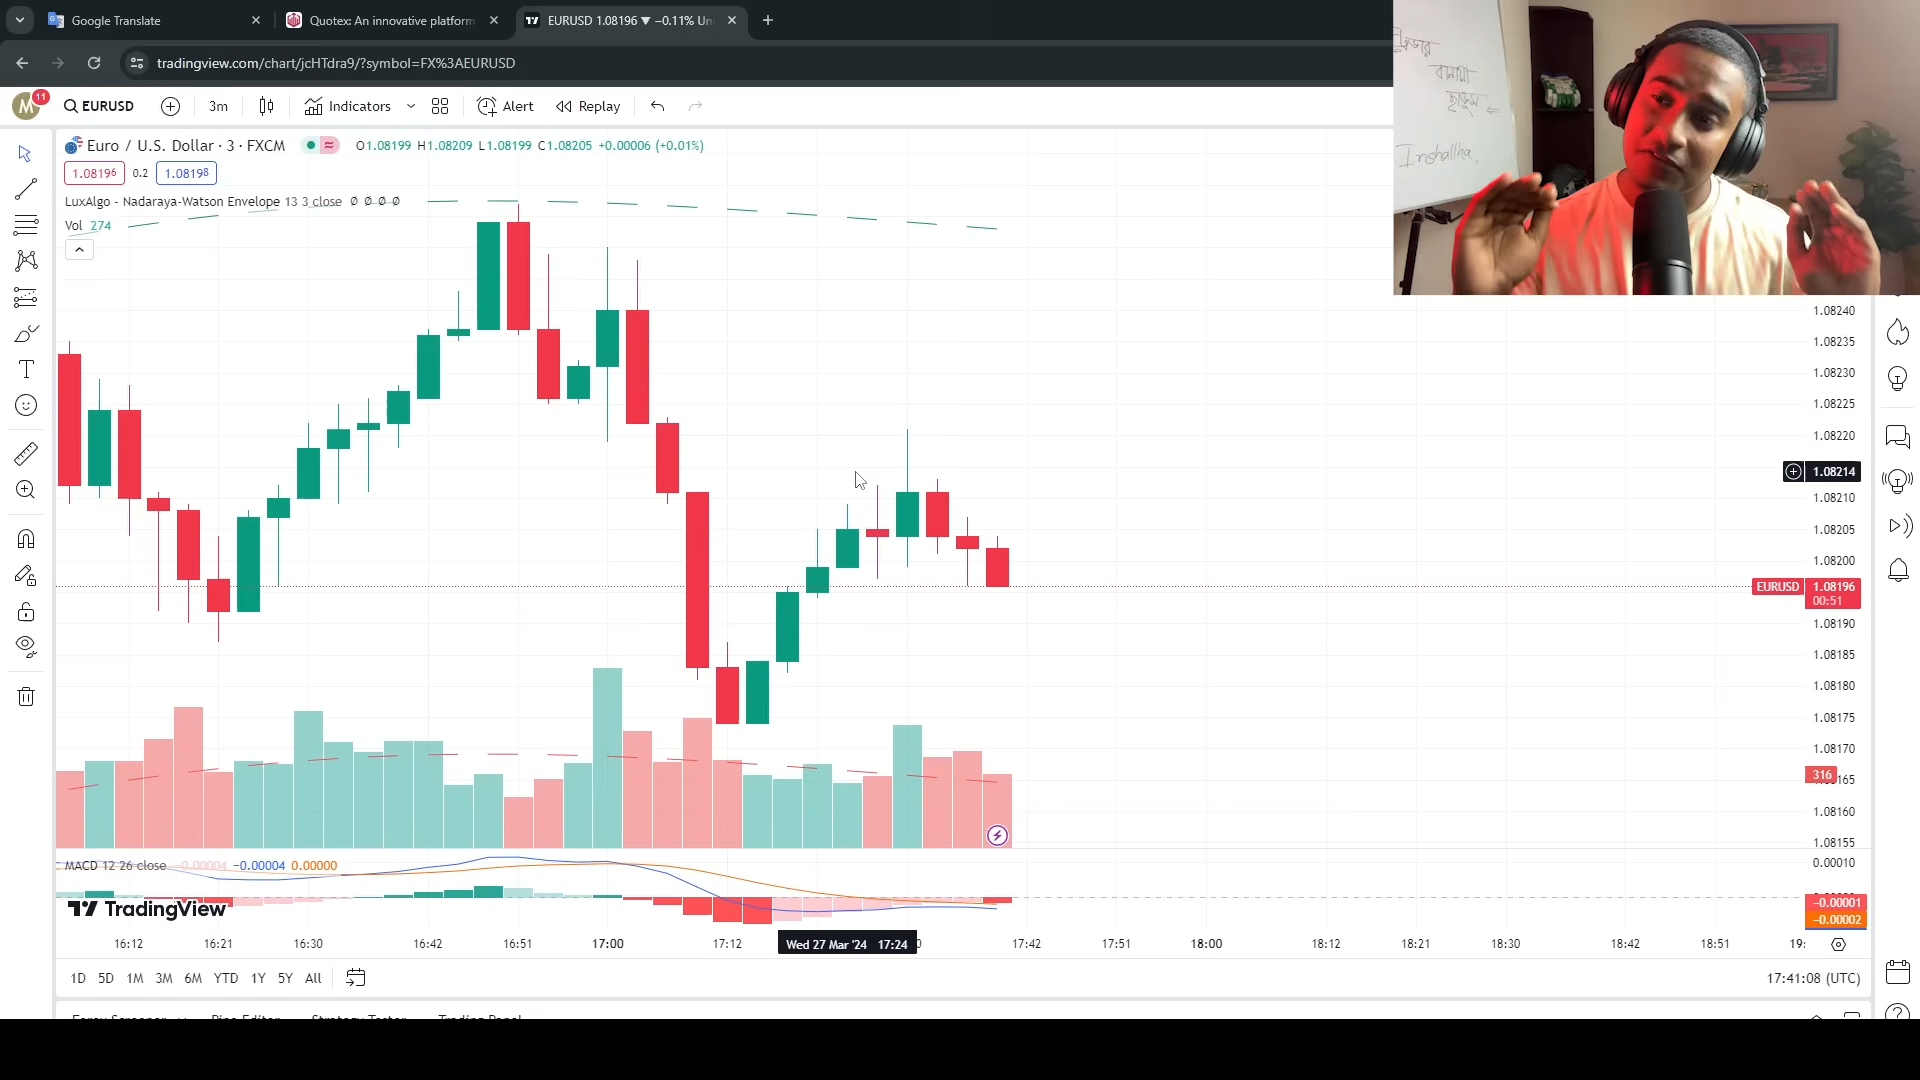 Google Translate
Quotex: An innovative platform
EURUSD 1.08196 ▼ −0.11% Un
tradingview.com/chart/jcHTdra9/?symbol=FX%3AEURUSD
M 11 EURUSD 3m Indicators Alert Replay
Euro / U.S. Dollar · 3 · FXCM O1.08199 H1.08209 L1.08199 C1.08205 +0.00006 (+0.01%)
1.08196 0.2 1.08198
LuxAlgo - Nadaraya-Watson Envelope 13 3 close Ø Ø Ø Ø
Vol 274
Inshallha.
1.08240
1.08235
1.08230
1.08225
1.08220
1.08214
1.08210
1.08205
1.08200
EURUSD 1.08196
00:51
1.08190
1.08185
1.08180
1.08175
1.08170
316
1.08160
1.08155
MACD 12 26 close −0.00004 −0.00004 0.00000
0.00010
−0.00001
−0.00002
TradingView
16:12 16:21 16:30 16:42 16:51 17:00 17:12 Wed 27 Mar '24 17:24 17:42 17:51 18:00 18:12 18:21 18:30 18:42 18:51 19:
1D 5D 1M 3M 6M YTD 1Y 5Y All
17:41:08 (UTC)